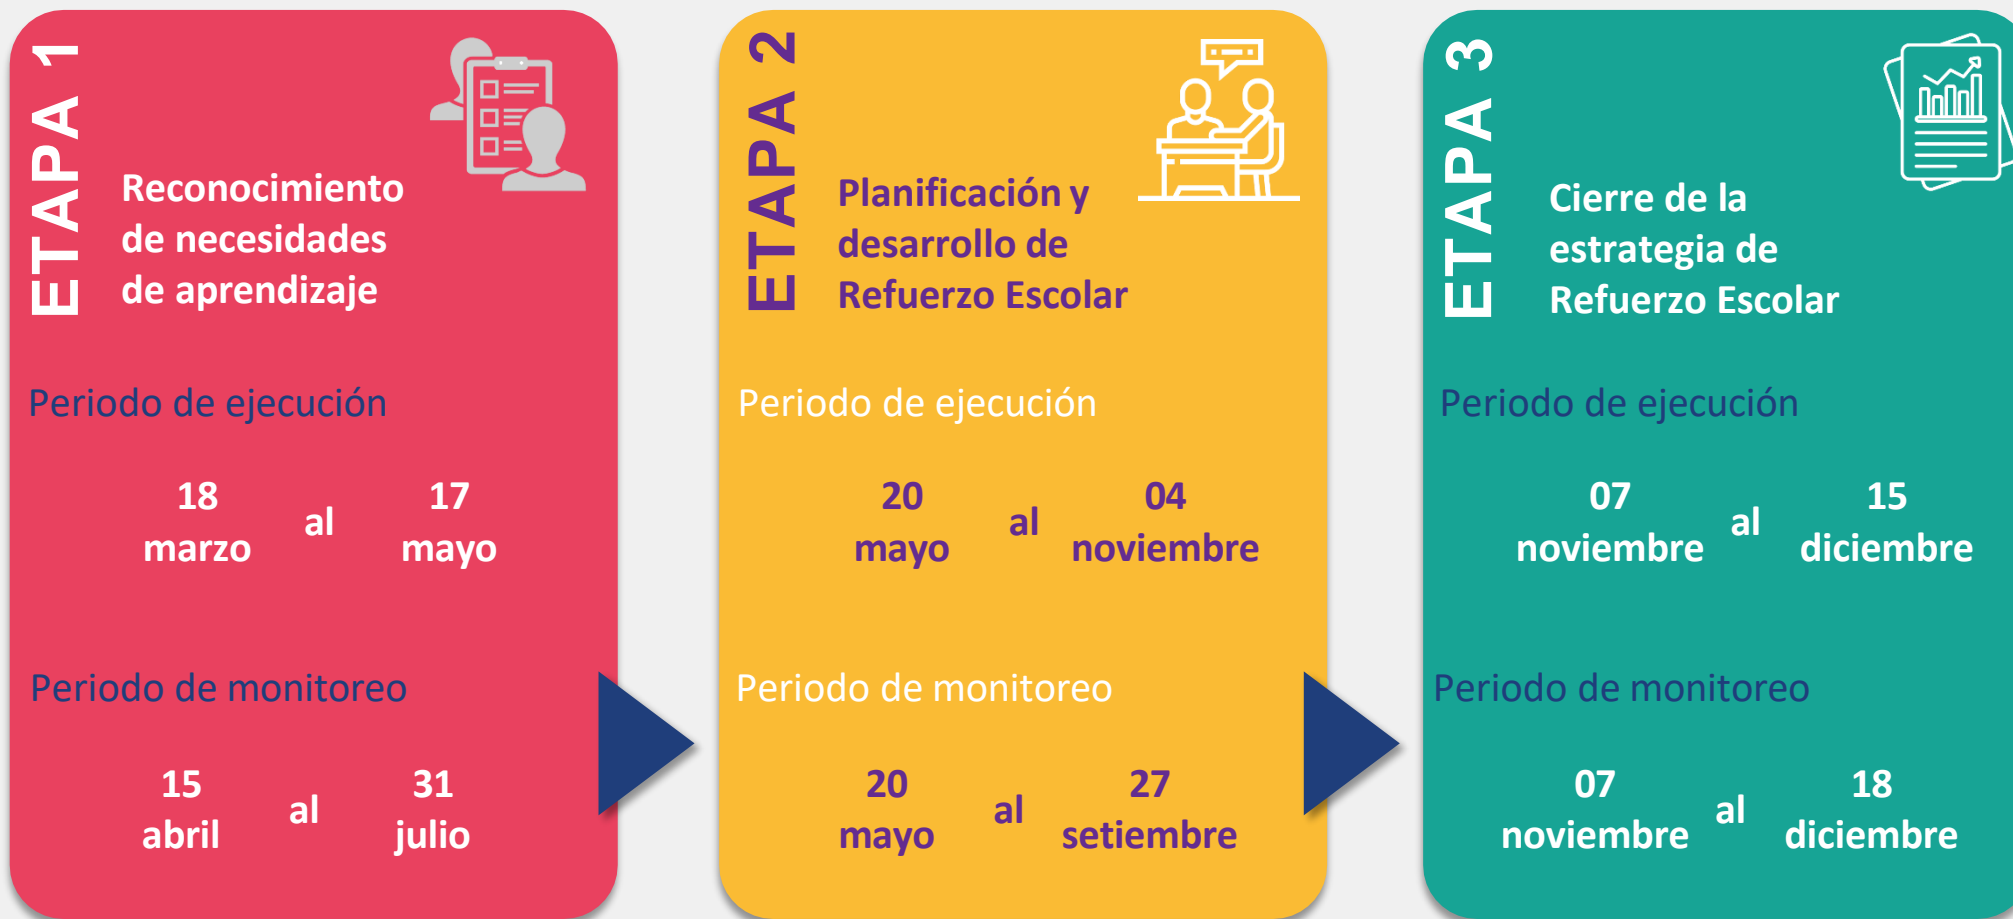 ETAPA 1
Reconocimiento
de necesidades
de aprendizaje
Periodo de ejecución
18
marzo
al
17
mayo
Periodo de monitoreo
15
abril
al
31
julio
ETAPA 2
Planificación y
desarrollo de
Refuerzo Escolar
Periodo de ejecución
20
mayo
al
04
noviembre
Periodo de monitoreo
20
mayo
al
27
setiembre
ETAPA 3
Cierre de la
estrategia de
Refuerzo Escolar
Periodo de ejecución
07
noviembre
al
15
diciembre
Periodo de monitoreo
07
noviembre
al
18
diciembre